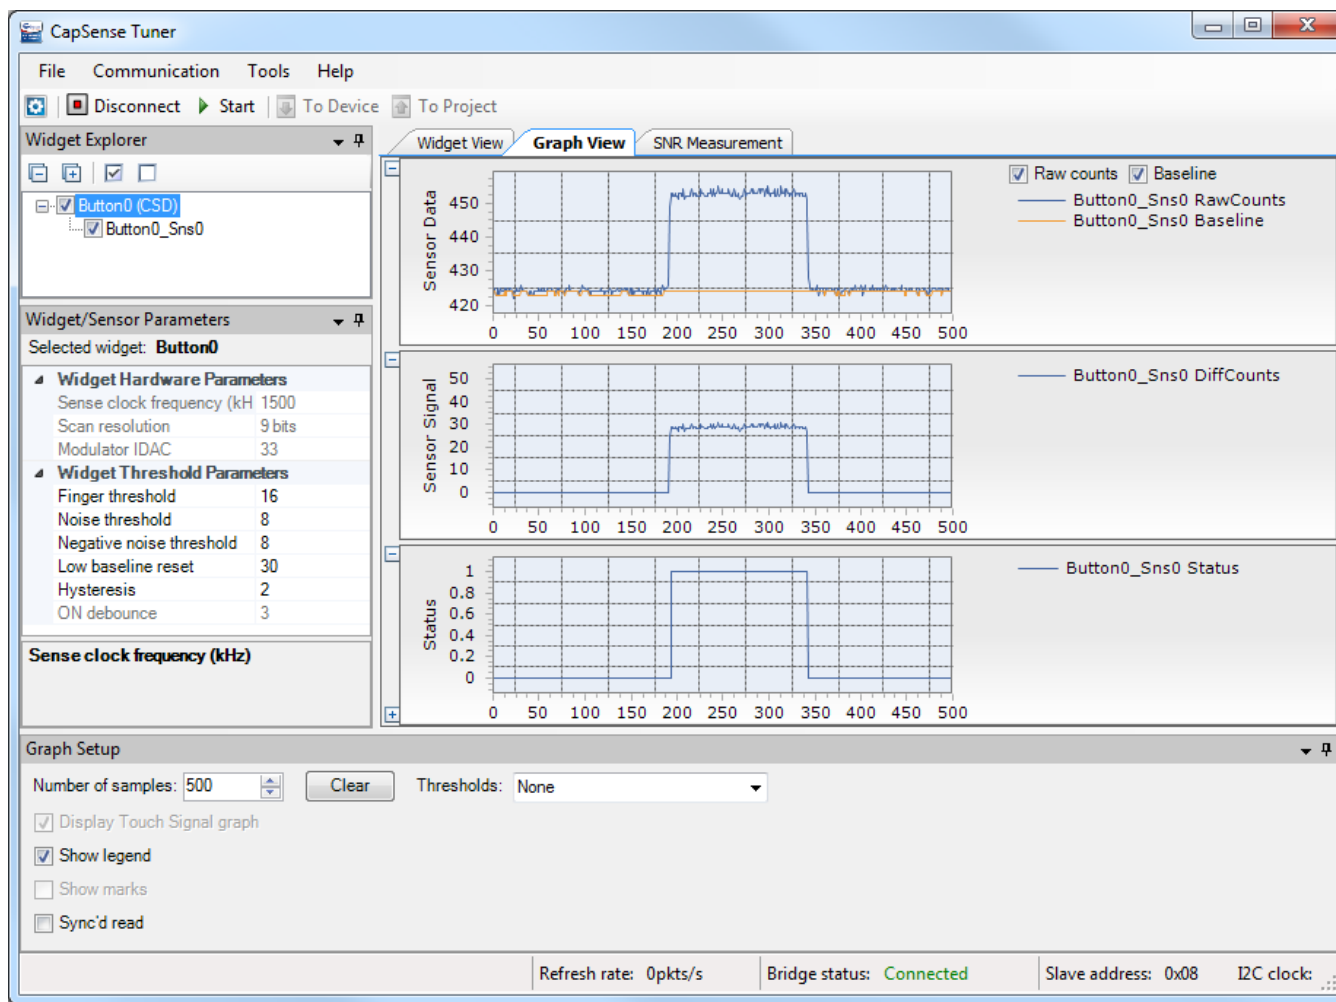 CapSense Tuner
File Communication Tools Help
Disconnect Start To Device To Project
Widget Explorer
Button0 (CSD)
Button0_Sns0
Widget/Sensor Parameters
Selected widget: Button0
Widget Hardware Parameters
Sense clock frequency (kH 1500
Scan resolution 9 bits
Modulator IDAC 33
Widget Threshold Parameters
Finger threshold 16
Noise threshold 8
Negative noise threshold 8
Low baseline reset 30
Hysteresis 2
ON debounce 3
Sense clock frequency (kHz)
Widget View Graph View SNR Measurement
Sensor Data
450
440
430
420
0 50 100 150 200 250 300 350 400 450 500
Raw counts Baseline
Button0_Sns0 RawCounts
Button0_Sns0 Baseline
Sensor Signal
50
40
30
20
10
0
0 50 100 150 200 250 300 350 400 450 500
Button0_Sns0 DiffCounts
Status
1
0.8
0.6
0.4
0.2
0
0 50 100 150 200 250 300 350 400 450 500
Button0_Sns0 Status
Graph Setup
Number of samples: 500 Clear Thresholds: None
Display Touch Signal graph
Show legend
Show marks
Sync'd read
Refresh rate: 0pkts/s Bridge status: Connected Slave address: 0x08 I2C clock: